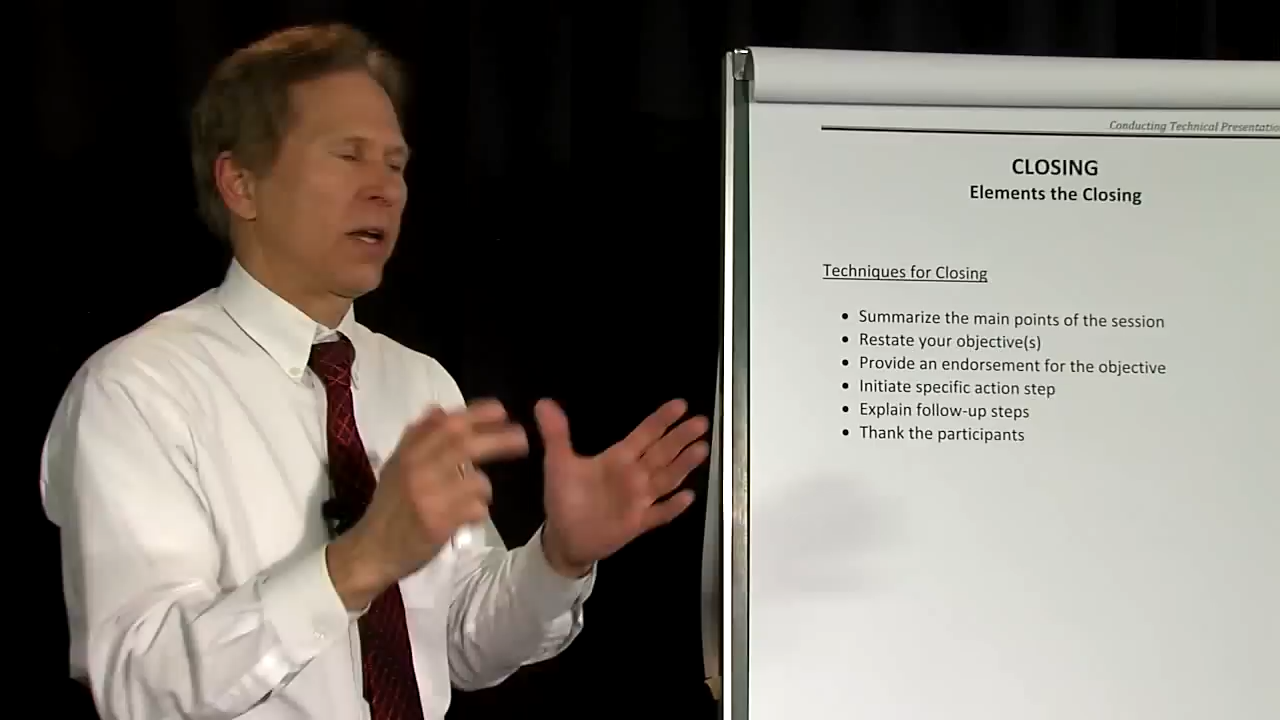 Conducting Technical
CLOSING
Elements the Closing
Techniques for Closing
• Summarize the main points of the session
• Restate your objective(s)
• Provide an endorsement for the objective
• Initiate specific action step
• Explain follow-up steps
• Thank the participants